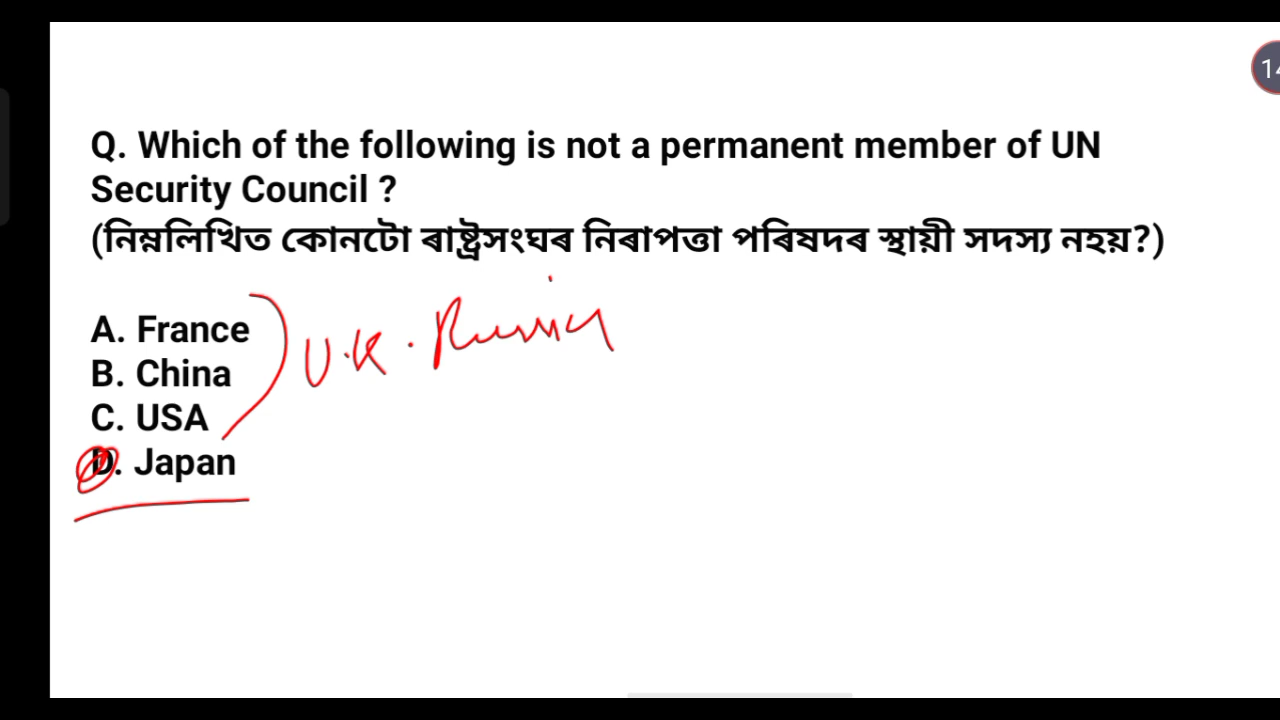 14
Q. Which of the following is not a permanent member of UN
Security Council ?
(নিম্নলিখিত কোনটো ৰাষ্ট্ৰসংঘৰ নিৰাপত্তা পৰিষদৰ স্থায়ী সদস্য নহয়?)
A. France
U.K. Russia
B. China
C. USA
D. Japan